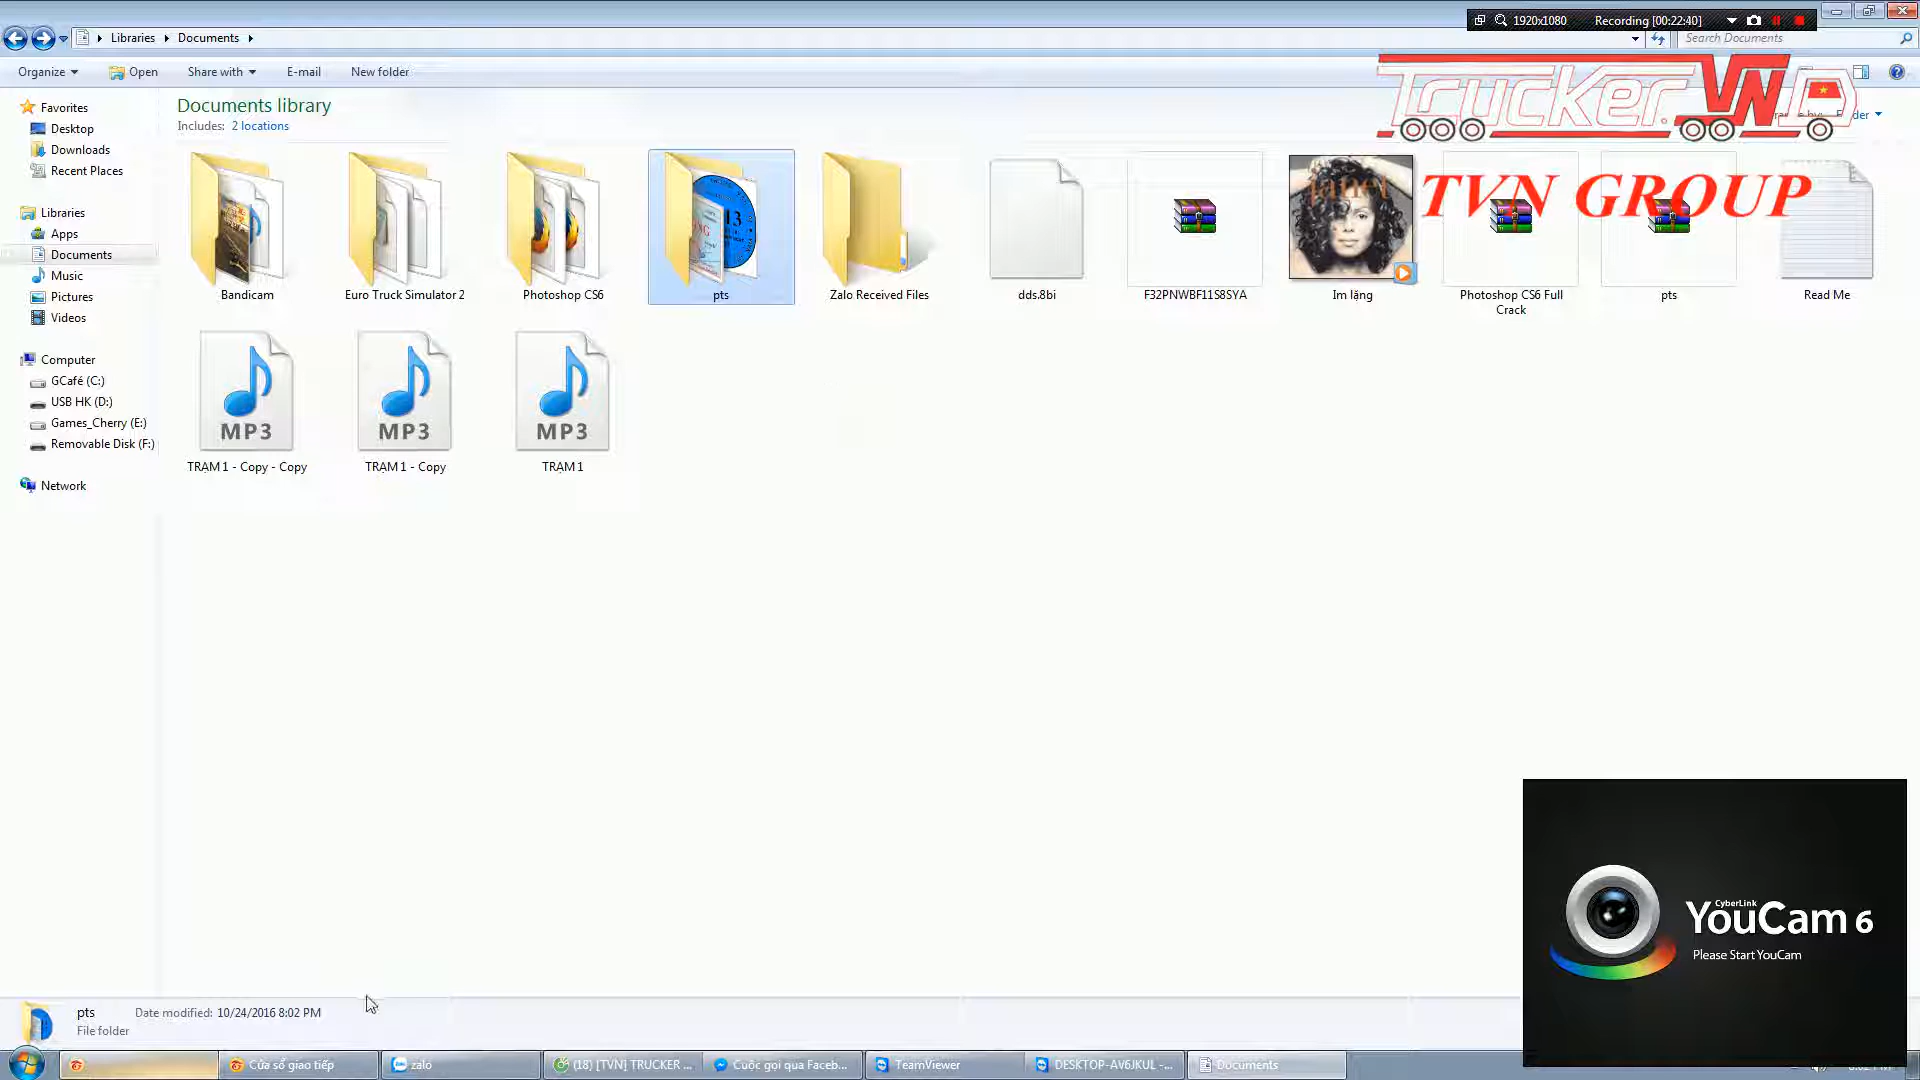 1920x1080 Recording [00:22:40]
Libraries Documents
Search Documents
Organize Open Share with E-mail New folder
TruckerVN
TVN GROUP
Documents library
Includes: 2 locations
Favorites
Desktop
Downloads
Recent Places
Libraries
Apps
Documents
Music
Pictures
Videos
Computer
GCafé (C:)
USB HK (D:)
Games_Cherry (E:)
Removable Disk (F:)
Network
janet
Bandicam
Euro Truck Simulator 2
Photoshop CS6
pts
Zalo Received Files
dds.8bi
F32PNWBF11S8SYA
Im lặng
Photoshop CS6 Full
Crack
pts
Read Me
MP3
MP3
MP3
TRẠM 1 - Copy - Copy
TRẠM 1 - Copy
TRẠM 1
CyberLink
YouCam 6
Please Start YouCam
pts Date modified: 10/24/2016 8:02 PM
File folder
Cửa sổ giao tiếp
zalo
(18) [TVN] TRUCKER ...
Cuộc gọi qua Faceb...
TeamViewer
DESKTOP-AV6JKUL -...
Documents